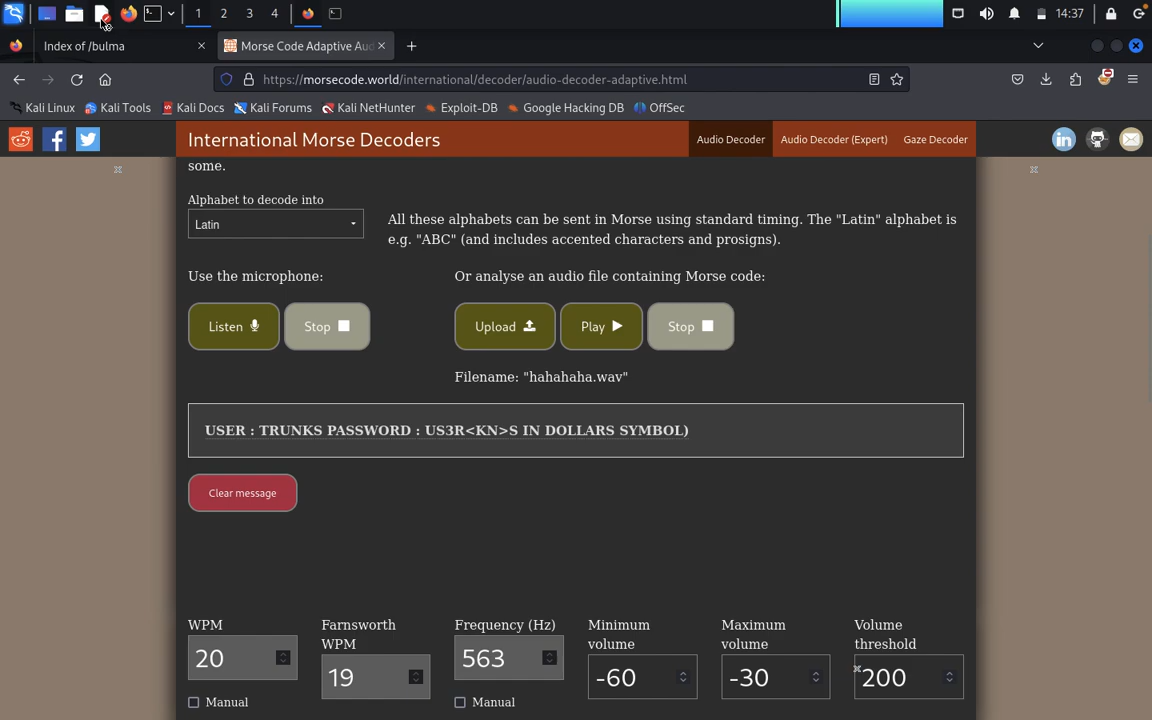 1
2
3
4
14:37
Index of /bulma
Morse Code Adaptive Aud
https://morsecode.world/international/decoder/audio-decoder-adaptive.html
Kali Linux
Kali Tools
Kali Docs
Kali Forums
Kali NetHunter
Exploit-DB
Google Hacking DB
OffSec
International Morse Decoders
Audio Decoder
Audio Decoder (Expert)
Gaze Decoder
some.
Alphabet to decode into
Latin
All these alphabets can be sent in Morse using standard timing. The "Latin" alphabet is
e.g. "ABC" (and includes accented characters and prosigns).
Use the microphone:
Or analyse an audio file containing Morse code:
Listen
Stop
Upload
Play
Stop
Filename: "hahahaha.wav"
USER : TRUNKS PASSWORD : US3R<KN>S IN DOLLARS SYMBOL)
Clear message
WPM
Farnsworth
WPM
Frequency (Hz)
Minimum
volume
Maximum
volume
Volume
threshold
20
19
563
-60
-30
200
Manual
Manual